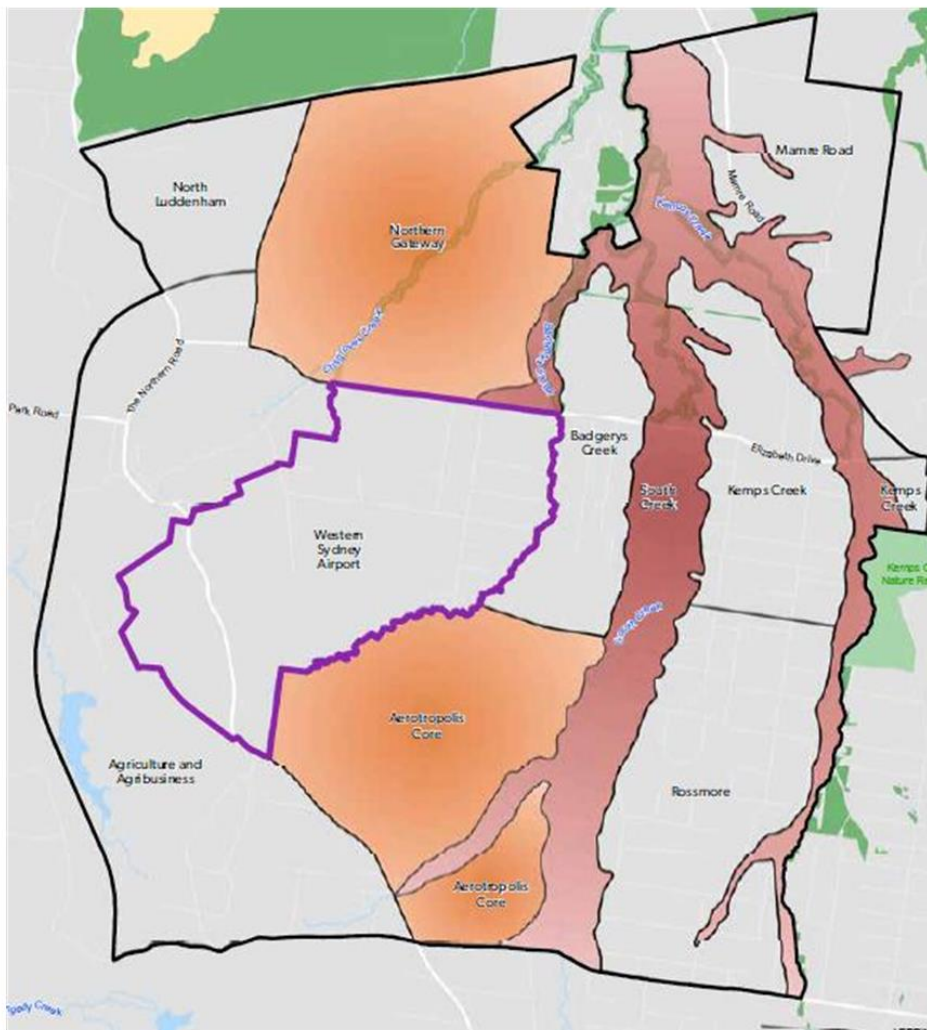 Mamre Road
North
Luddenham
Mamre Road
Northern
Gateway
The Northern Road
Park Road
Badgerys
Creek
Elizabeth Drive
South
Creek
Kemps Creek
Kemps
Creek
Western
Sydney
Airport
Nature
Aerotropolis
Core
Agriculture and
Agribusiness
Rossmore
Aerotropolis
Core
Creek